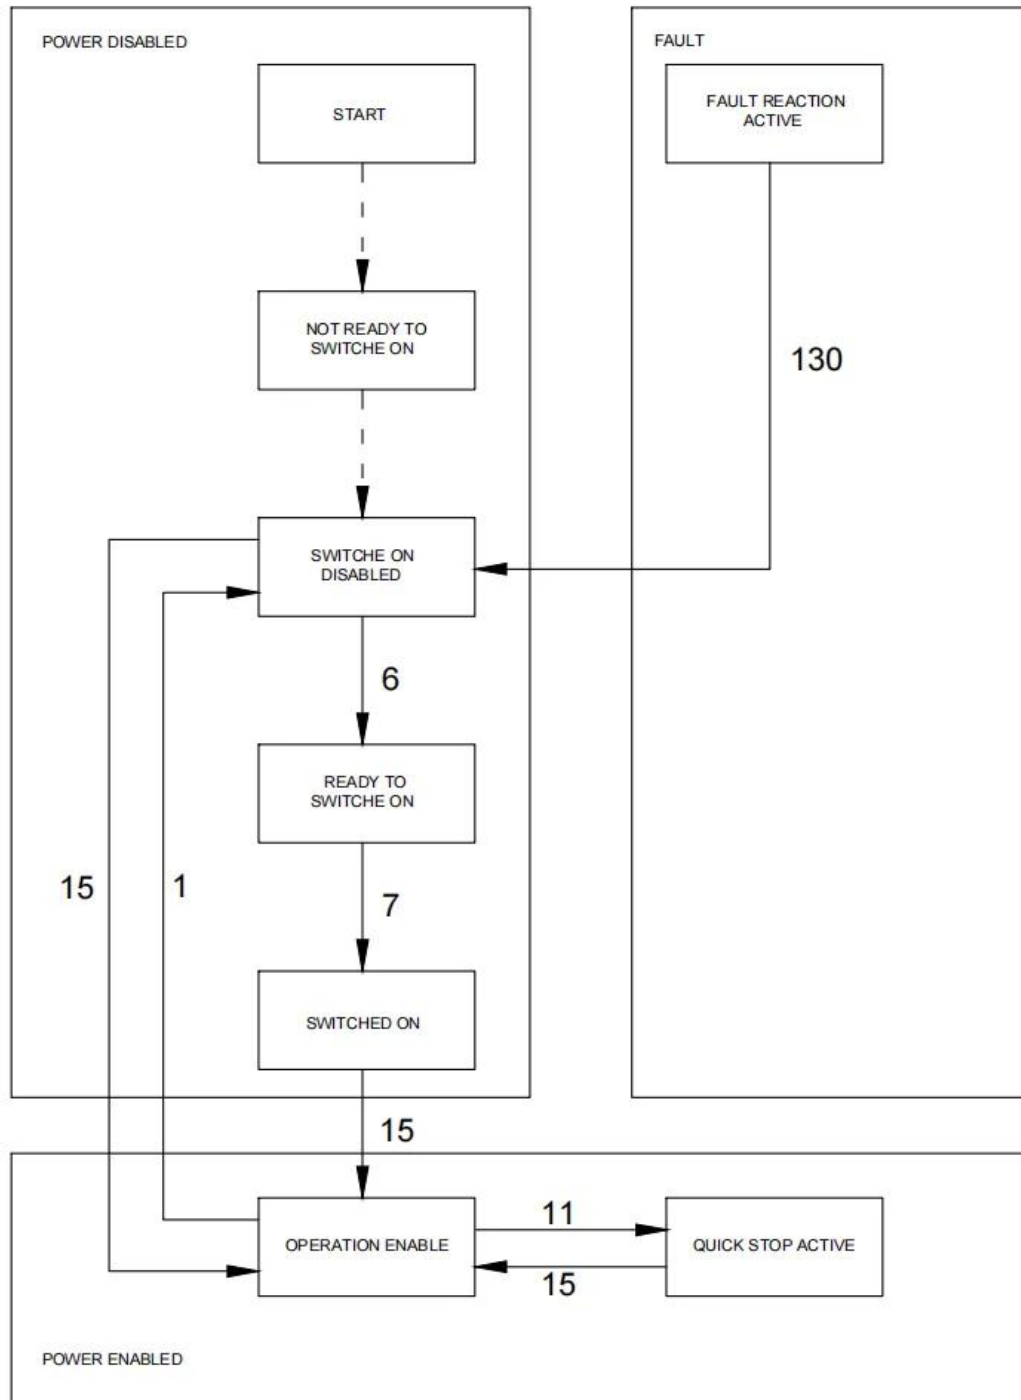 POWER DISABLED
START
NOT READY TO
SWITCHE ON
SWITCHE ON
DISABLED
6
READY TO
SWITCHE ON
15
1
7
SWITCHED ON
15
FAULT
FAULT REACTION
ACTIVE
130
OPERATION ENABLE
11
15
QUICK STOP ACTIVE
POWER ENABLED